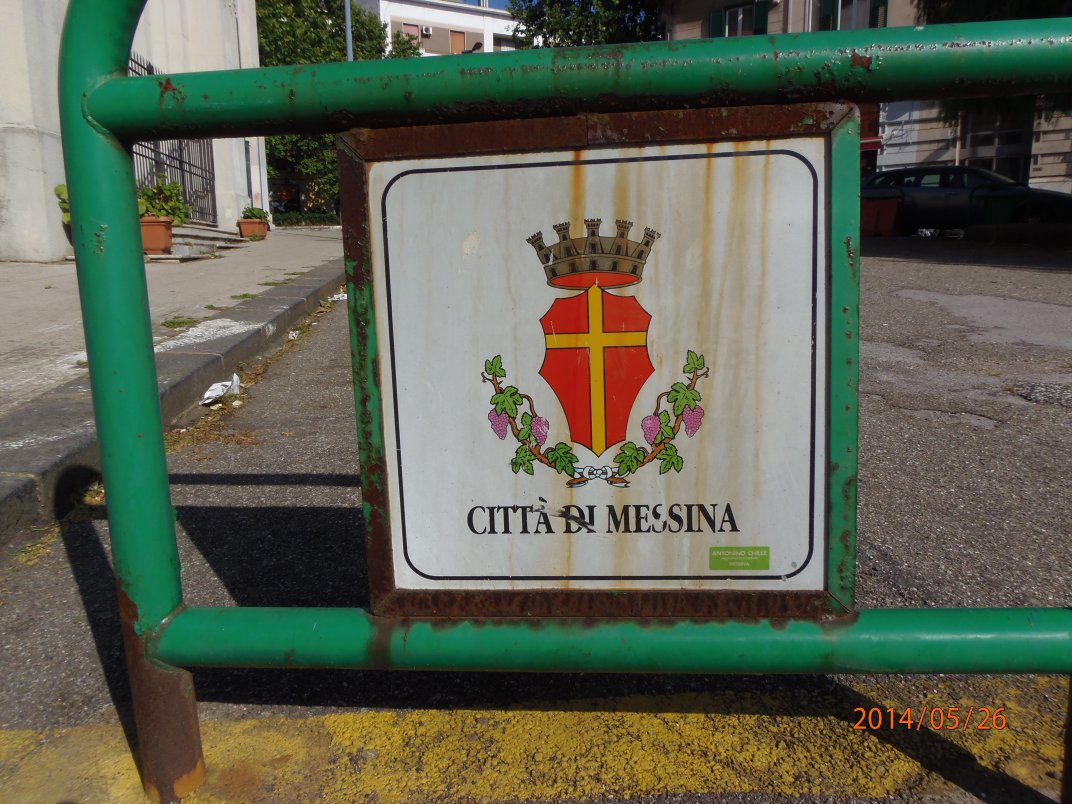 CITTÀ DI MESSINA
ANTONINO CHILLE
MESSINA
2014/05/26